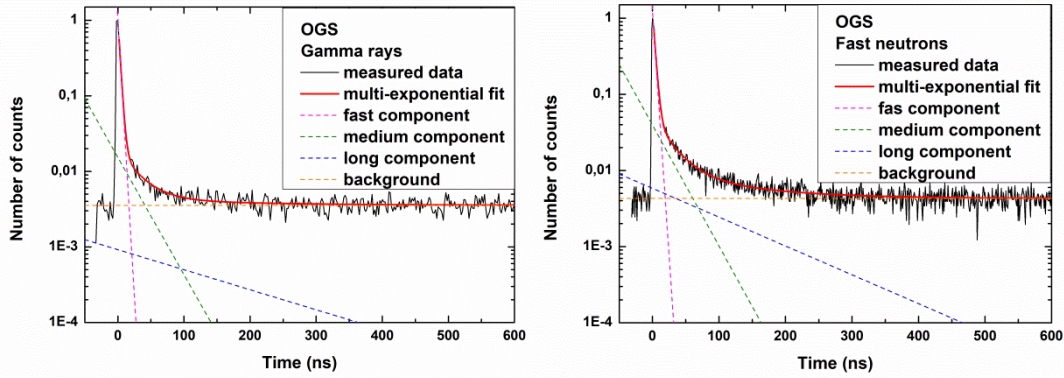 OGS
Gamma rays
measured data
multi-exponential fit
fast component
medium component
long component
background
1
0,1
0,01
1E-3
1E-4
Number of counts
0 100 200 300 400 500 600
Time (ns)
OGS
Fast neutrons
measured data
multi-exponential fit
fas component
medium component
long component
background
1
0,1
0,01
1E-3
1E-4
Number of counts
0 100 200 300 400 500 600
Time (ns)